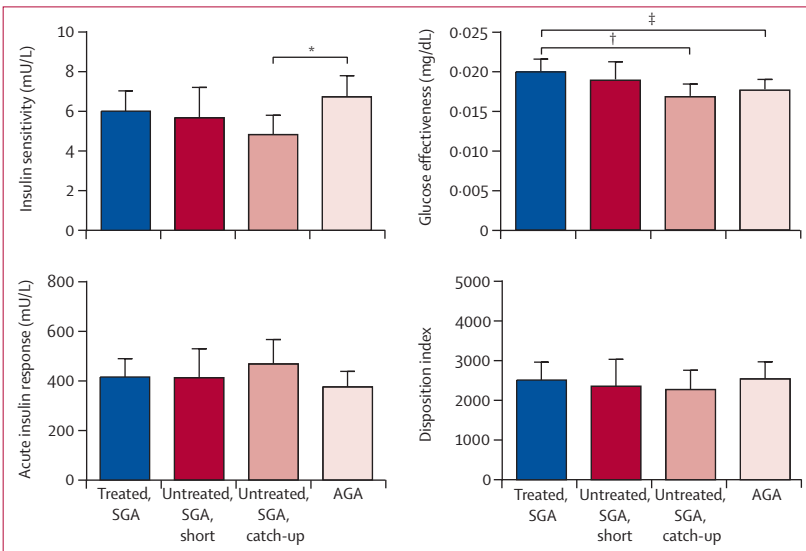 Insulin sensitivity (mU/L)
10
8
6
4
2
0
*
Glucose effectiveness (mg/dL)
0·025
0·020
0·015
0·010
0·005
0
†
‡
Acute insulin response (mU/L)
800
600
400
200
0
Treated,
SGA
Untreated,
SGA,
short
Untreated,
SGA,
catch-up
AGA
Disposition index
5000
4000
3000
2000
1000
0
Treated,
SGA
Untreated,
SGA,
short
Untreated,
SGA,
catch-up
AGA